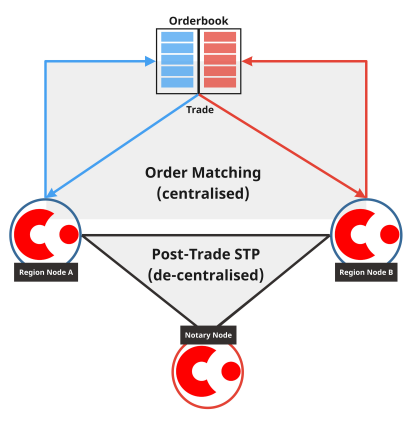 Orderbook
Trade
Order Matching
(centralised)
Post-Trade STP
(de-centralised)
Region Node A
Region Node B
Notary Node